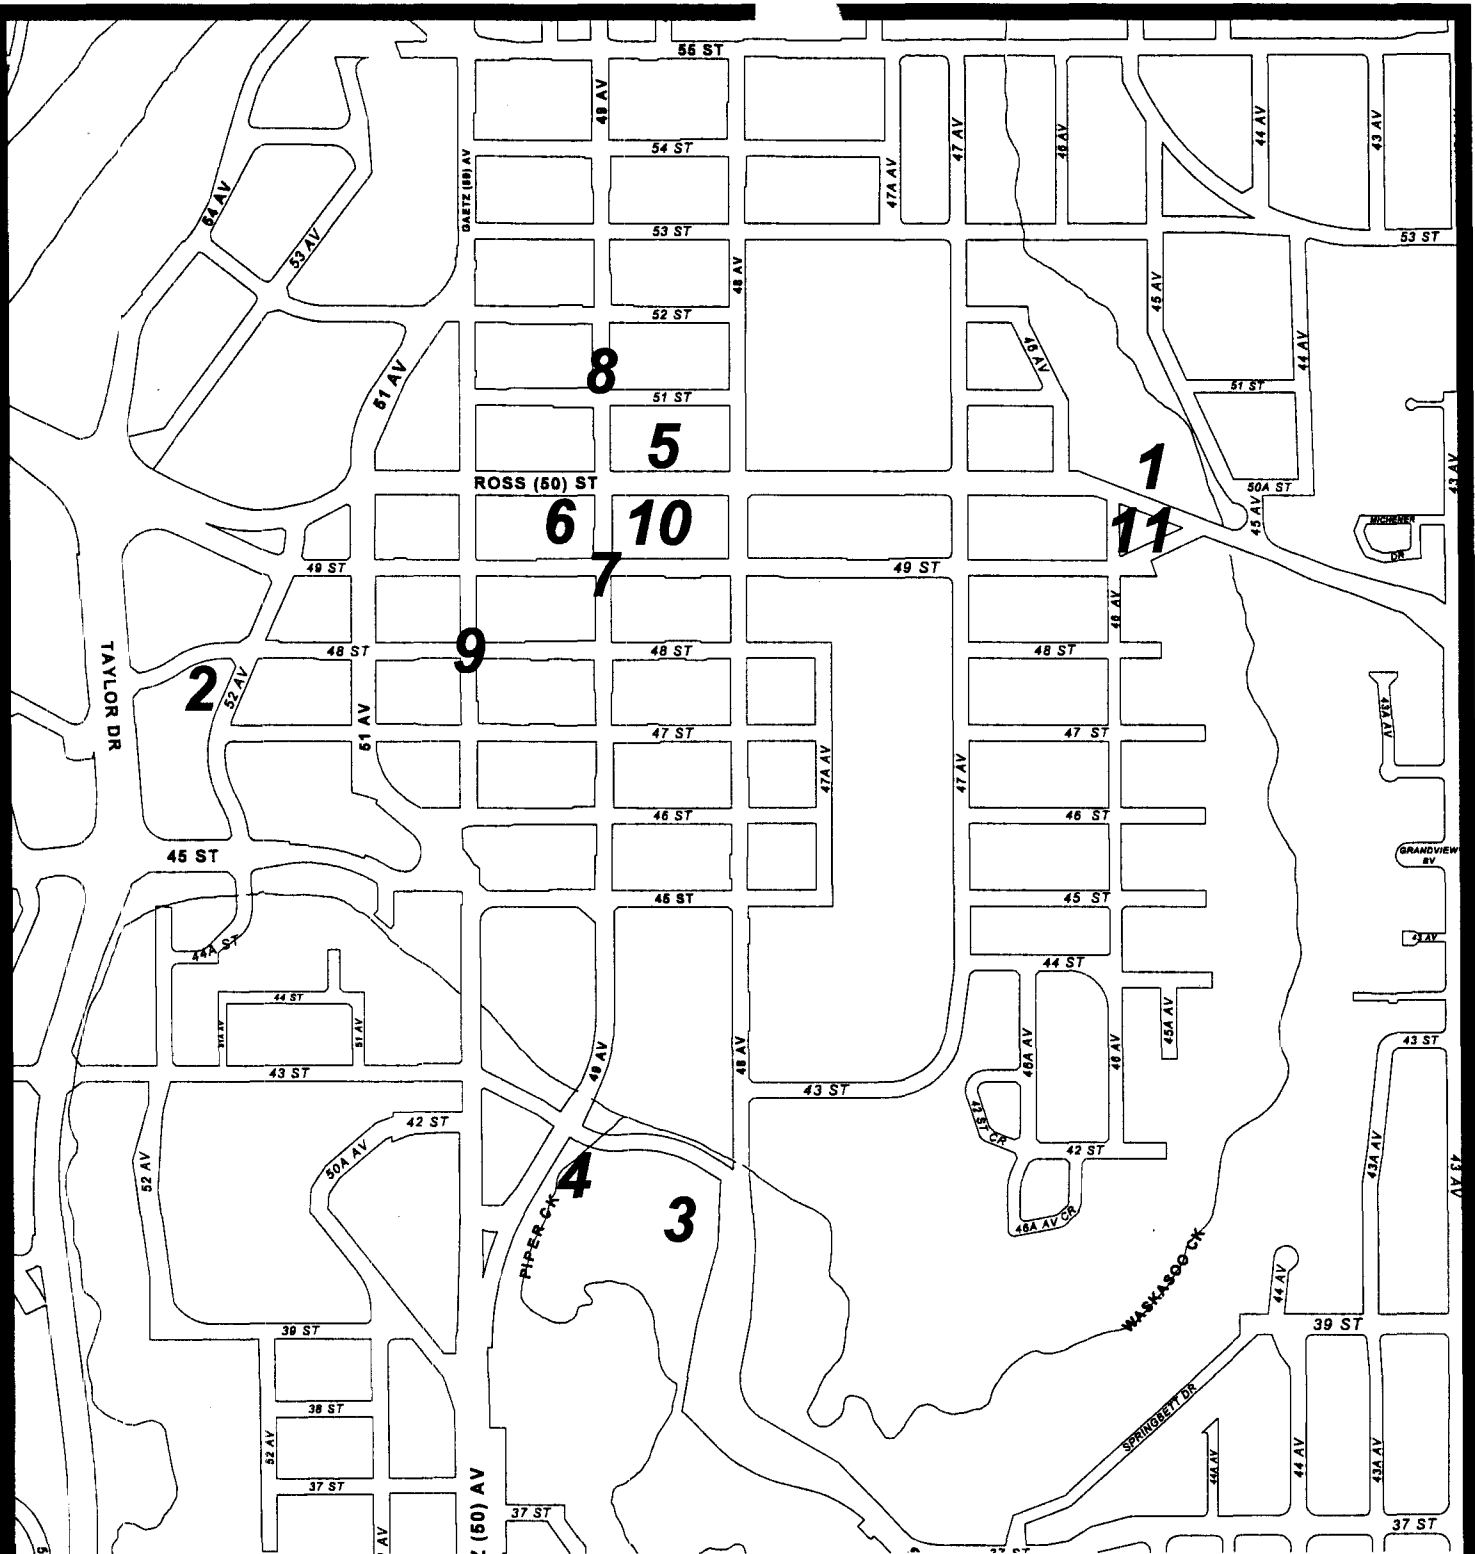 55 ST
49 AV
54 ST
47 AV
46 AV
44 AV
43 AV
47A AV
GAETZ (50) AV
54 AV
53 AV
53 ST
53 ST
48 AV
45 AV
52 ST
46 AV
44 AV
8
51 AV
51 ST
51 ST
5
1
43 AV
ROSS (50) ST
50A ST
6
10
11
45 AV
MICHENER
DR
7
49 ST
49 ST
46 AV
TAYLOR DR
9
48 ST
48 ST
48 ST
2
52 AV
43A AV
51 AV
47 ST
47 ST
47A AV
47 AV
46 ST
46 ST
45 ST
GRANDVIEW
BV
45 ST
45 ST
44A ST
43 AV
44 ST
44 ST
51A AV
51 AV
49 AV
48 AV
46A AV
46 AV
45A AV
43 ST
43 ST
43 ST
42 ST
42 ST CR
42 ST
50A AV
52 AV
43A AV
43 AV
4
3
PIPER CK
46A AV CR
WASKASOO CK
44 AV
39 ST
39 ST
38 ST
SPRINGBETT DR
52 AV
44A AV
44 AV
43A AV
37 ST
(50) AV
37 ST
37 ST
AV
37 ST